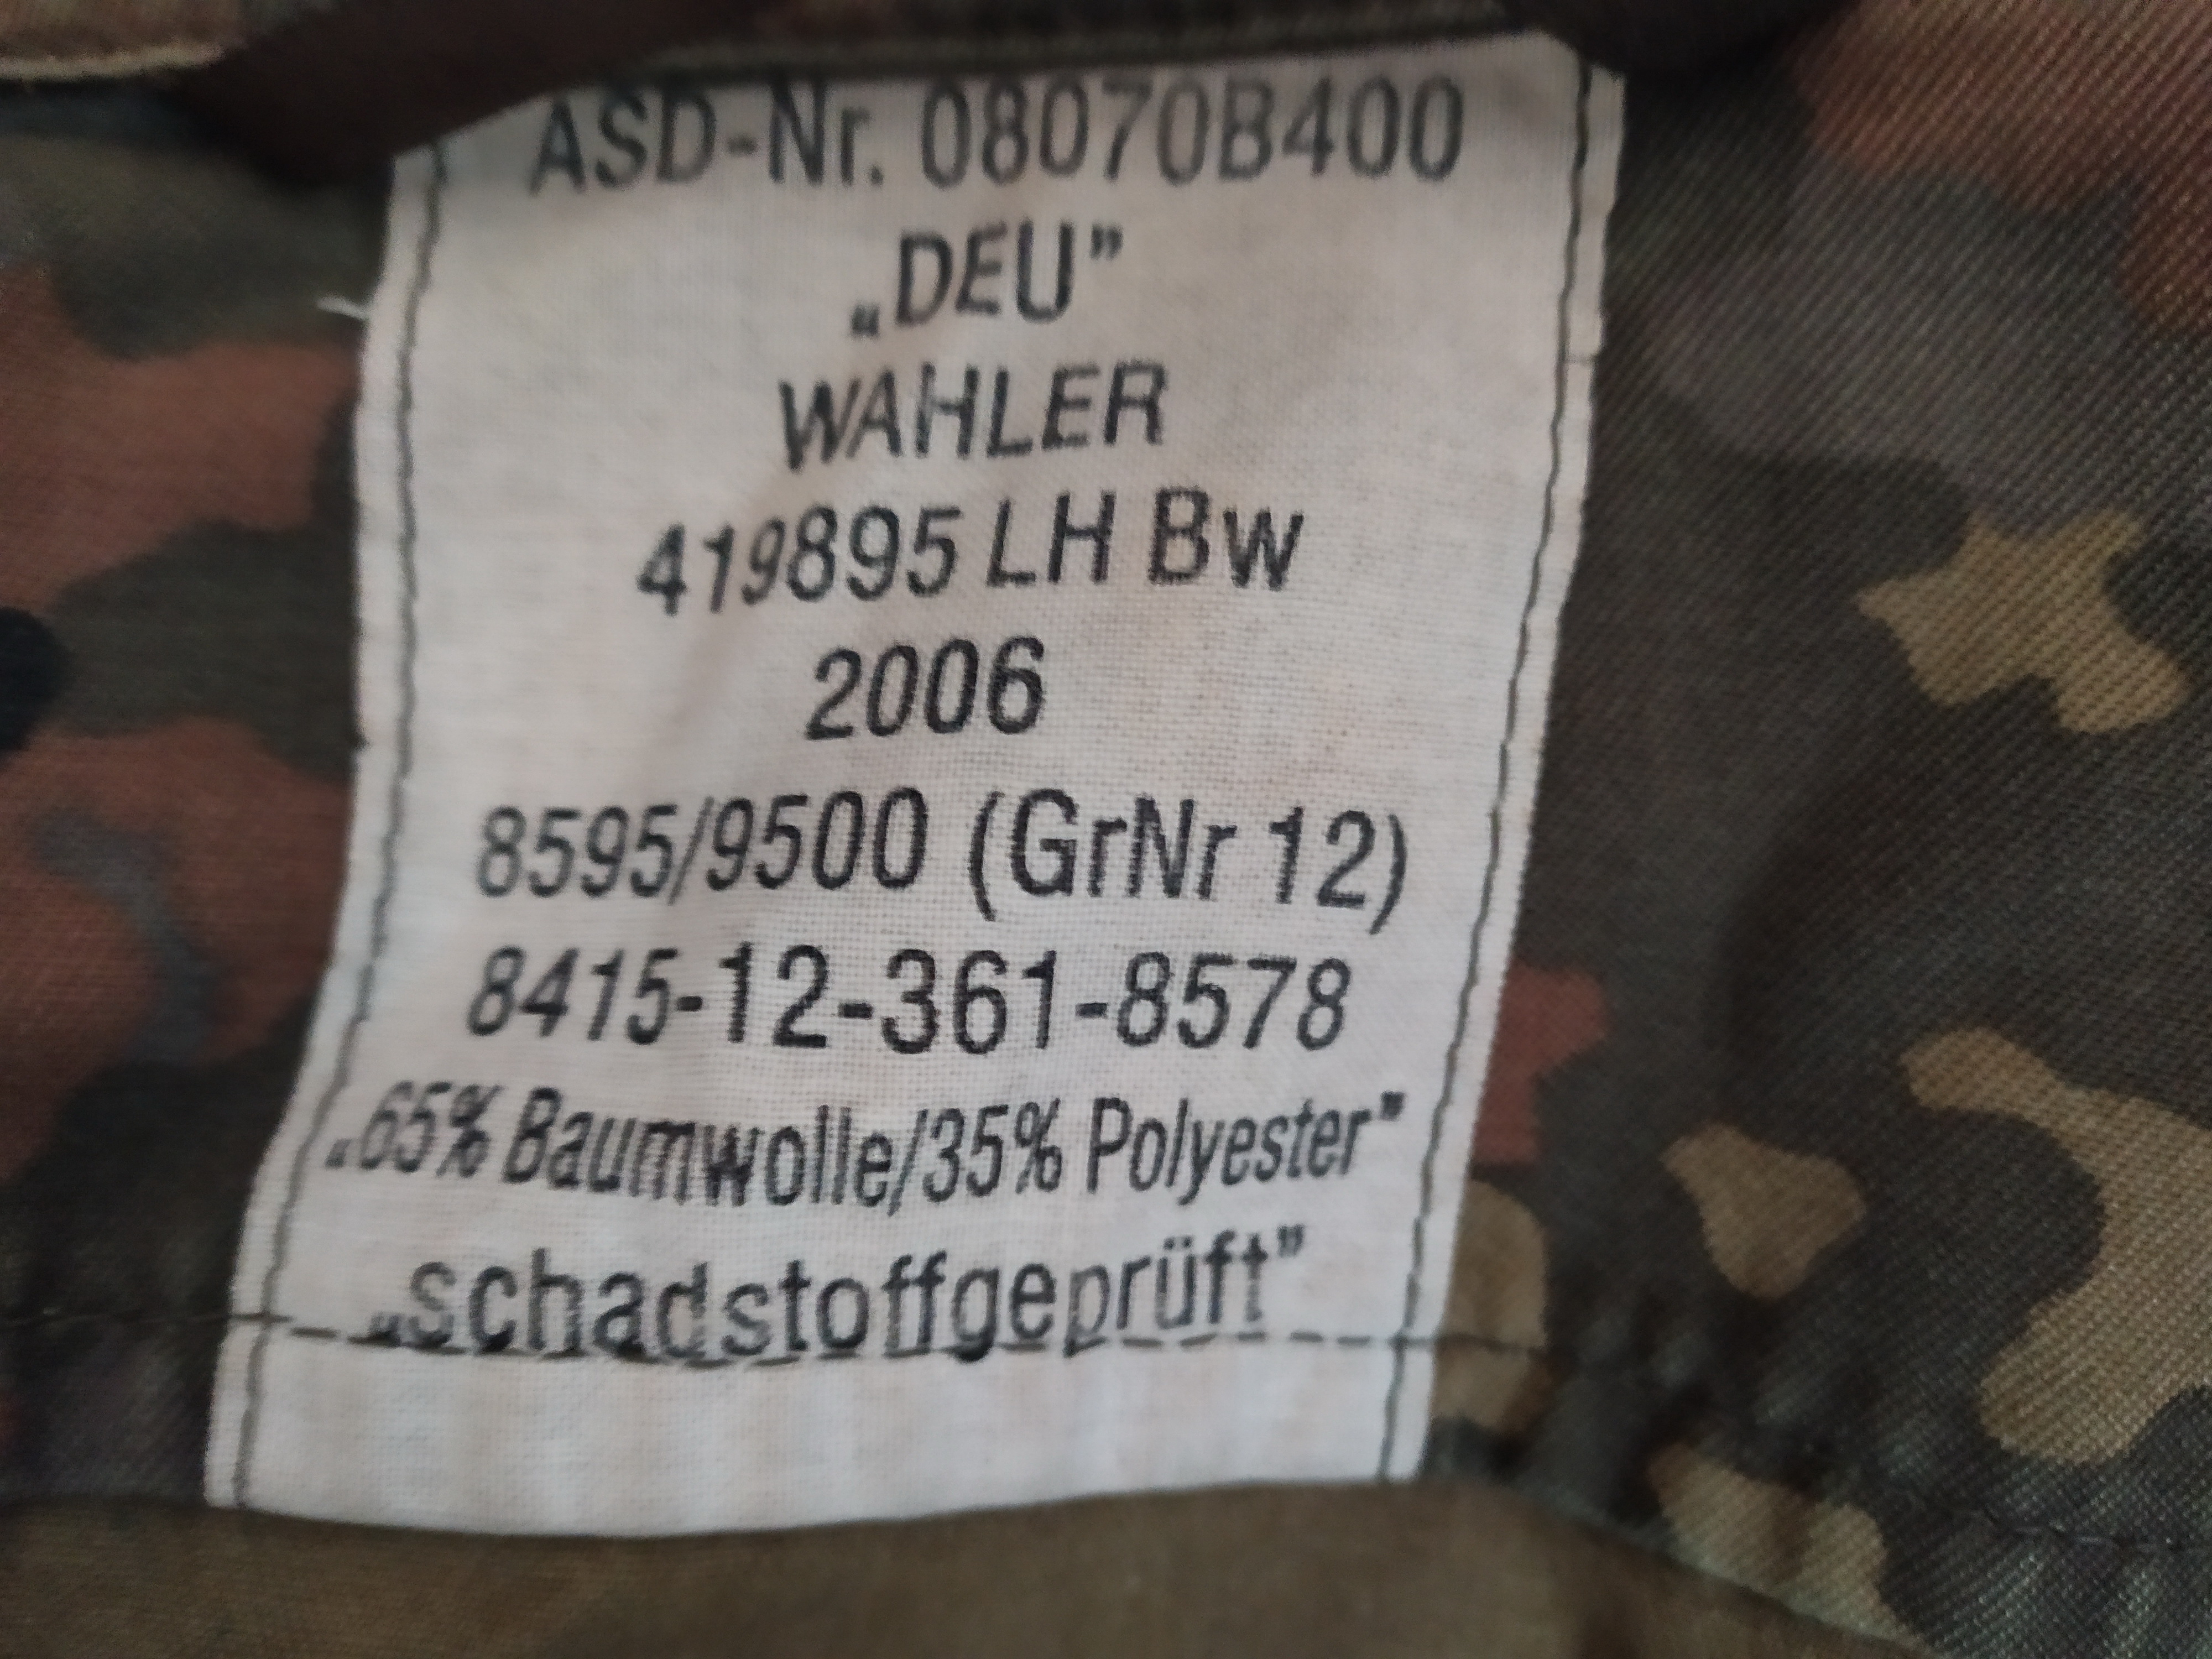 ASD-Nr. 08070B400
„DEU”
WAHLER
419895 LH Bw
2006
8595/9500 (GrNr 12)
8415-12-361-8578
„65% Baumwolle/35% Polyester”
„schadstoffgeprüft”